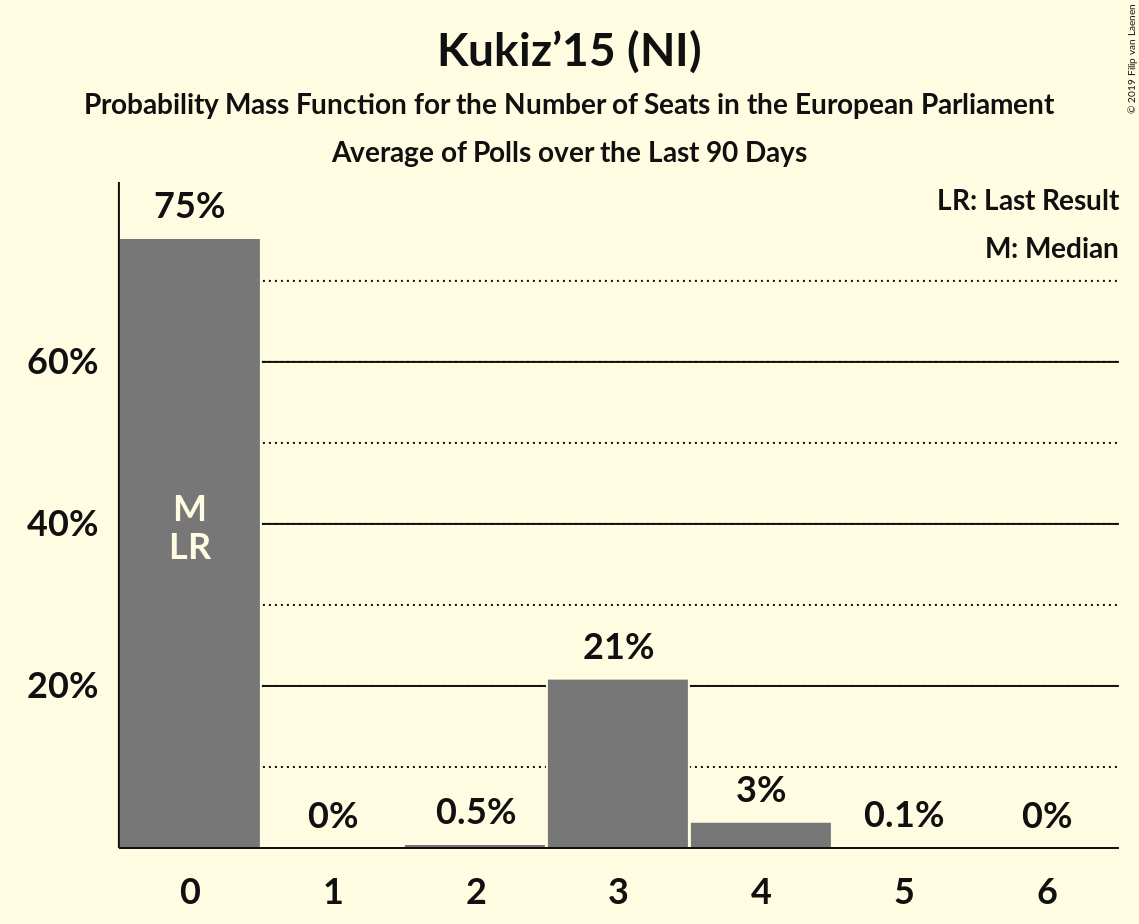 Kukiz’15 (NI)
Probability Mass Function for the Number of Seats in the European Parliament
Average of Polls over the Last 90 Days
© 2019 Filip van Laenen
LR: Last Result
M: Median
75%
60%
40%
20%
M
LR
0%
0.5%
21%
3%
0.1%
0%
0 1 2 3 4 5 6